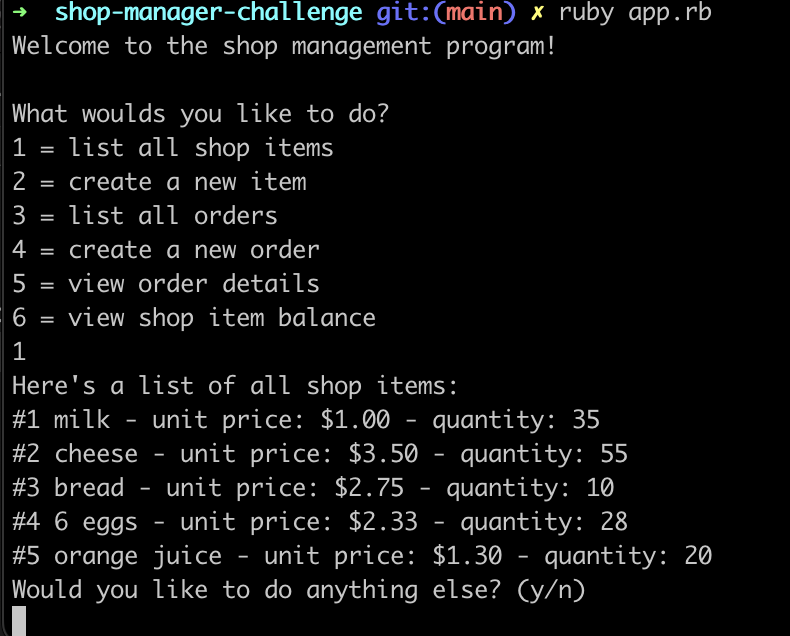 → shop-manager-challenge git:(main) ✗ ruby app.rb
Welcome to the shop management program!
What woulds you like to do?
1 = list all shop items
2 = create a new item
3 = list all orders
4 = create a new order
5 = view order details
6 = view shop item balance
1
Here's a list of all shop items:
#1 milk - unit price: $1.00 - quantity: 35
#2 cheese - unit price: $3.50 - quantity: 55
#3 bread - unit price: $2.75 - quantity: 10
#4 6 eggs - unit price: $2.33 - quantity: 28
#5 orange juice - unit price: $1.30 - quantity: 20
Would you like to do anything else? (y/n)